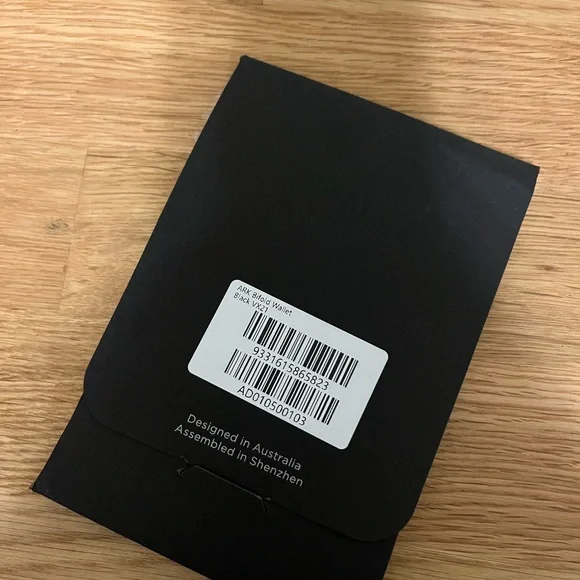 ARK Bifold Wallet
Black VX21
9331615865823
AD010500103
Designed in Australia
Assembled in Shenzhen